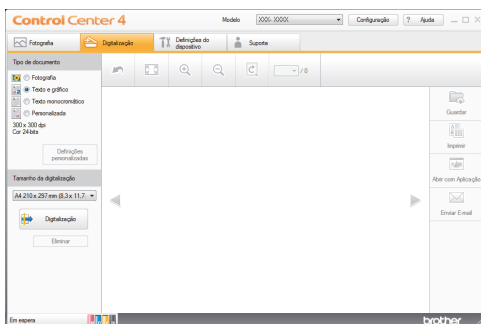 Control Center 4
Modelo XXX-XXXX Configuração ? Ajuda
Fotografia
Digitalização
Definições do
dispositivo
Suporte
Tipo de documento
Fotografia
Texto e gráfico
Texto monocromático
Personalizada
300 x 300 dpi
Cor 24-bits
Definições
personalizadas
Tamanho da digitalização
A4 210 x 297 mm (8.3 x 11.7
Digitalização
Eliminar
/ 0
Guardar
Imprimir
Abrir com Aplicação
Enviar E-mail
Em espera
brother